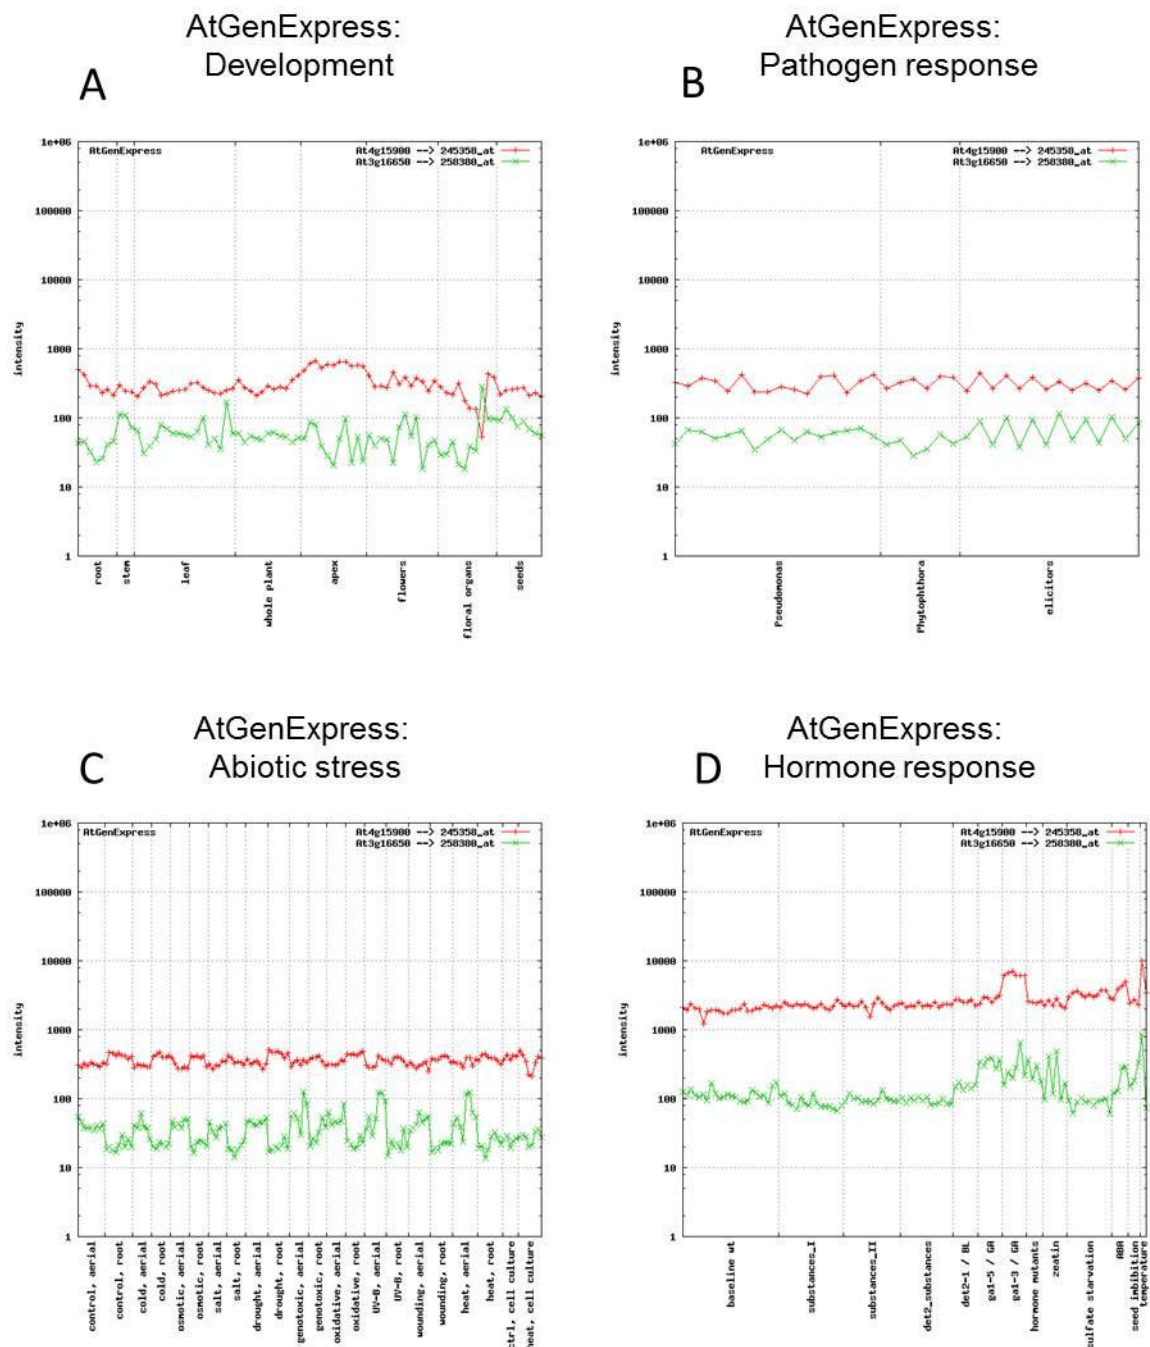 AtGenExpress:
Development
A
1e+06
AtGenExpress
At4g15900 --> 245358_at
At3g16650 --> 258380_at
100000
10000
1000
100
10
1
intensity
root
stem
leaf
whole plant
apex
flowers
floral organs
seeds
AtGenExpress:
Pathogen response
B
1e+06
AtGenExpress
At4g15900 --> 245358_at
At3g16650 --> 258380_at
100000
10000
1000
100
10
1
intensity
Pseudomonas
Phytophthora
elicitors
AtGenExpress:
Abiotic stress
C
1e+06
AtGenExpress
At4g15900 --> 245358_at
At3g16650 --> 258380_at
100000
10000
1000
100
10
1
intensity
control, aerial
control, root
cold, aerial
cold, root
osmotic, aerial
osmotic, root
salt, aerial
salt, root
drought, aerial
drought, root
genotoxic, aerial
genotoxic, root
oxidative, aerial
oxidative, root
UV-B, aerial
UV-B, root
wounding, aerial
wounding, root
heat, aerial
heat, root
ctrl, cell culture
heat, cell culture
AtGenExpress:
Hormone response
D
1e+06
AtGenExpress
At4g15900 --> 245358_at
At3g16650 --> 258380_at
100000
10000
1000
100
10
1
intensity
baseline wt
substances_I
substances_II
det2_substances
det2-1 / BL
ga1-5 / GA
ga1-3 / GA
hormone mutants
zeatin
sulfate starvation
ABA
seed imbibition
temperature